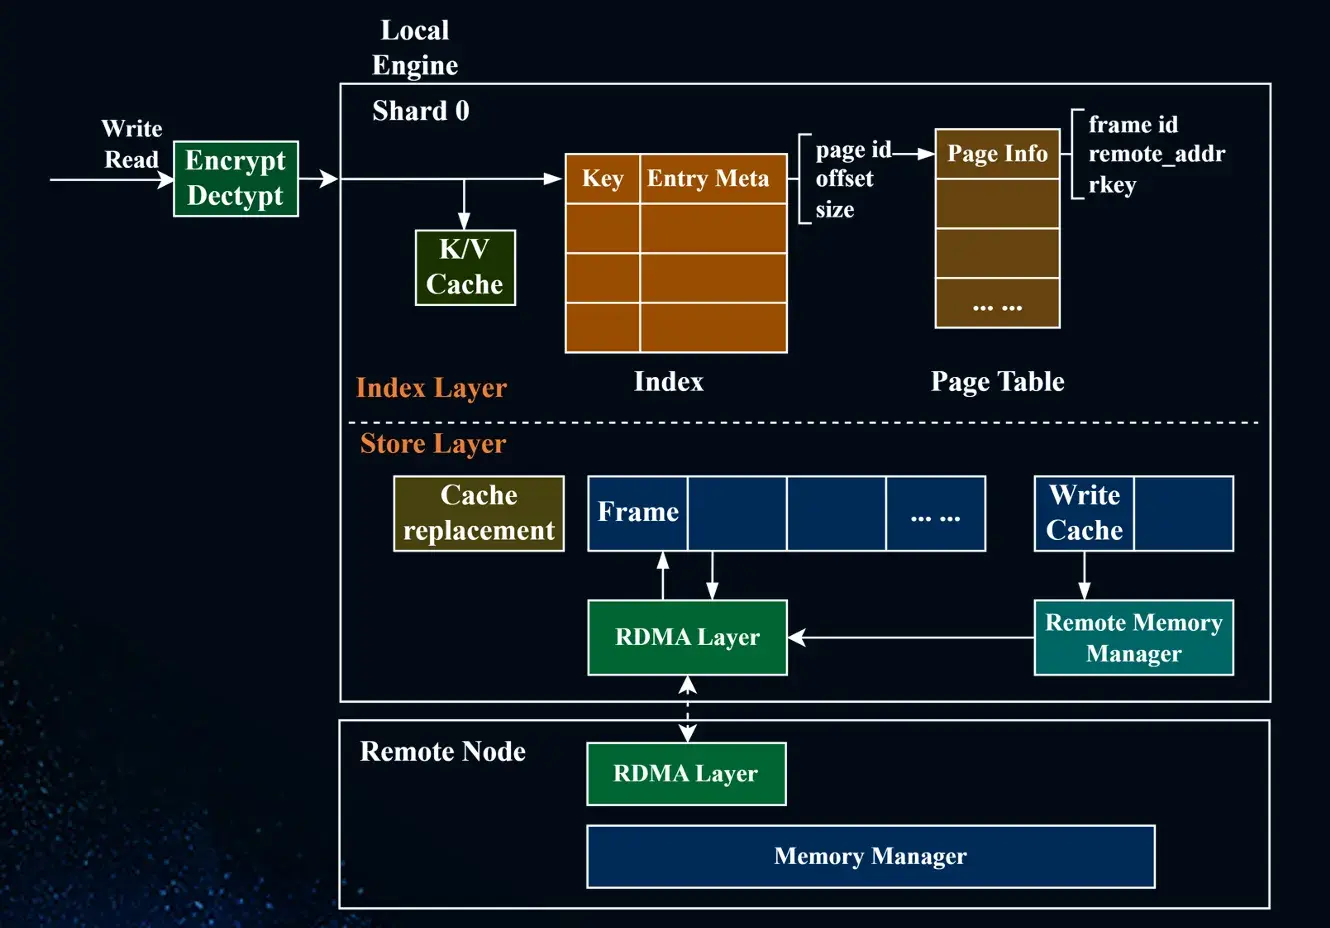 Local
Engine
Shard 0
Write
Read
Encrypt
Dectypt
K/V
Cache
Key
Entry Meta
page id
offset
size
Page Info
frame id
remote_addr
rkey
... ...
Index
Page Table
Index Layer
Store Layer
Cache
replacement
Frame
... ...
Write
Cache
RDMA Layer
Remote Memory
Manager
Remote Node
RDMA Layer
Memory Manager